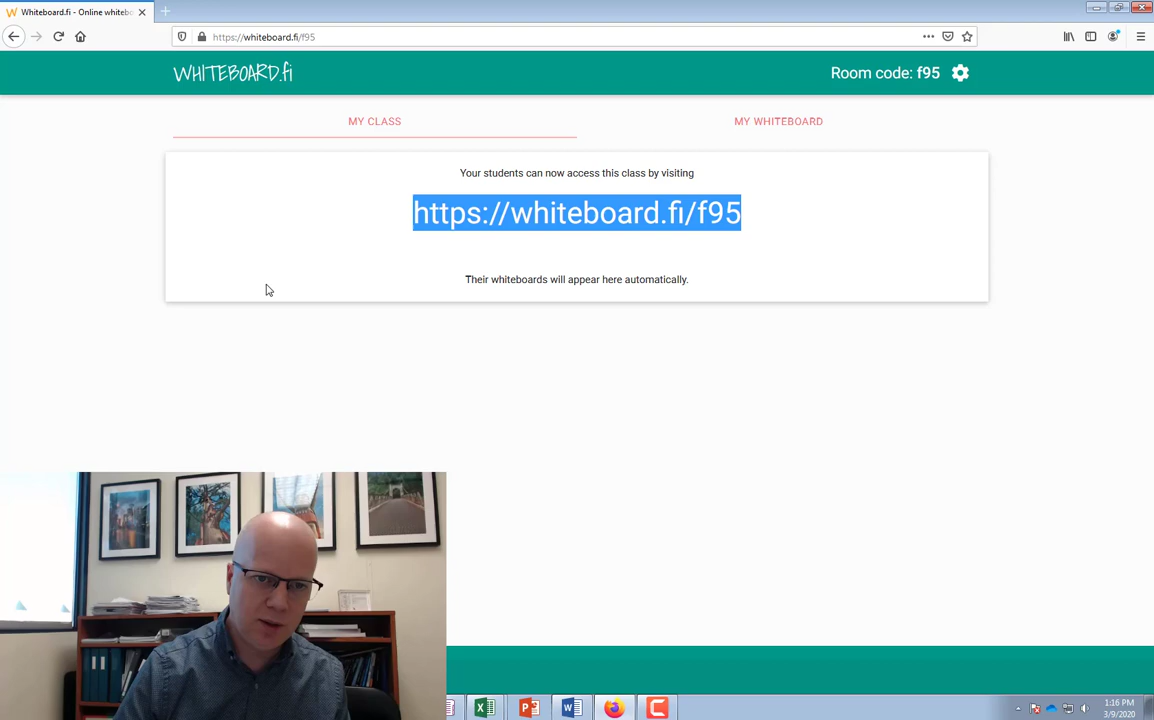 Whiteboard.fi - Online whitebo
https://whiteboard.fi/f95
WHITEBOARD.fi
Room code: f95
MY CLASS
MY WHITEBOARD
Your students can now access this class by visiting
https://whiteboard.fi/f95
Their whiteboards will appear here automatically.
1:16 PM
3/9/2020